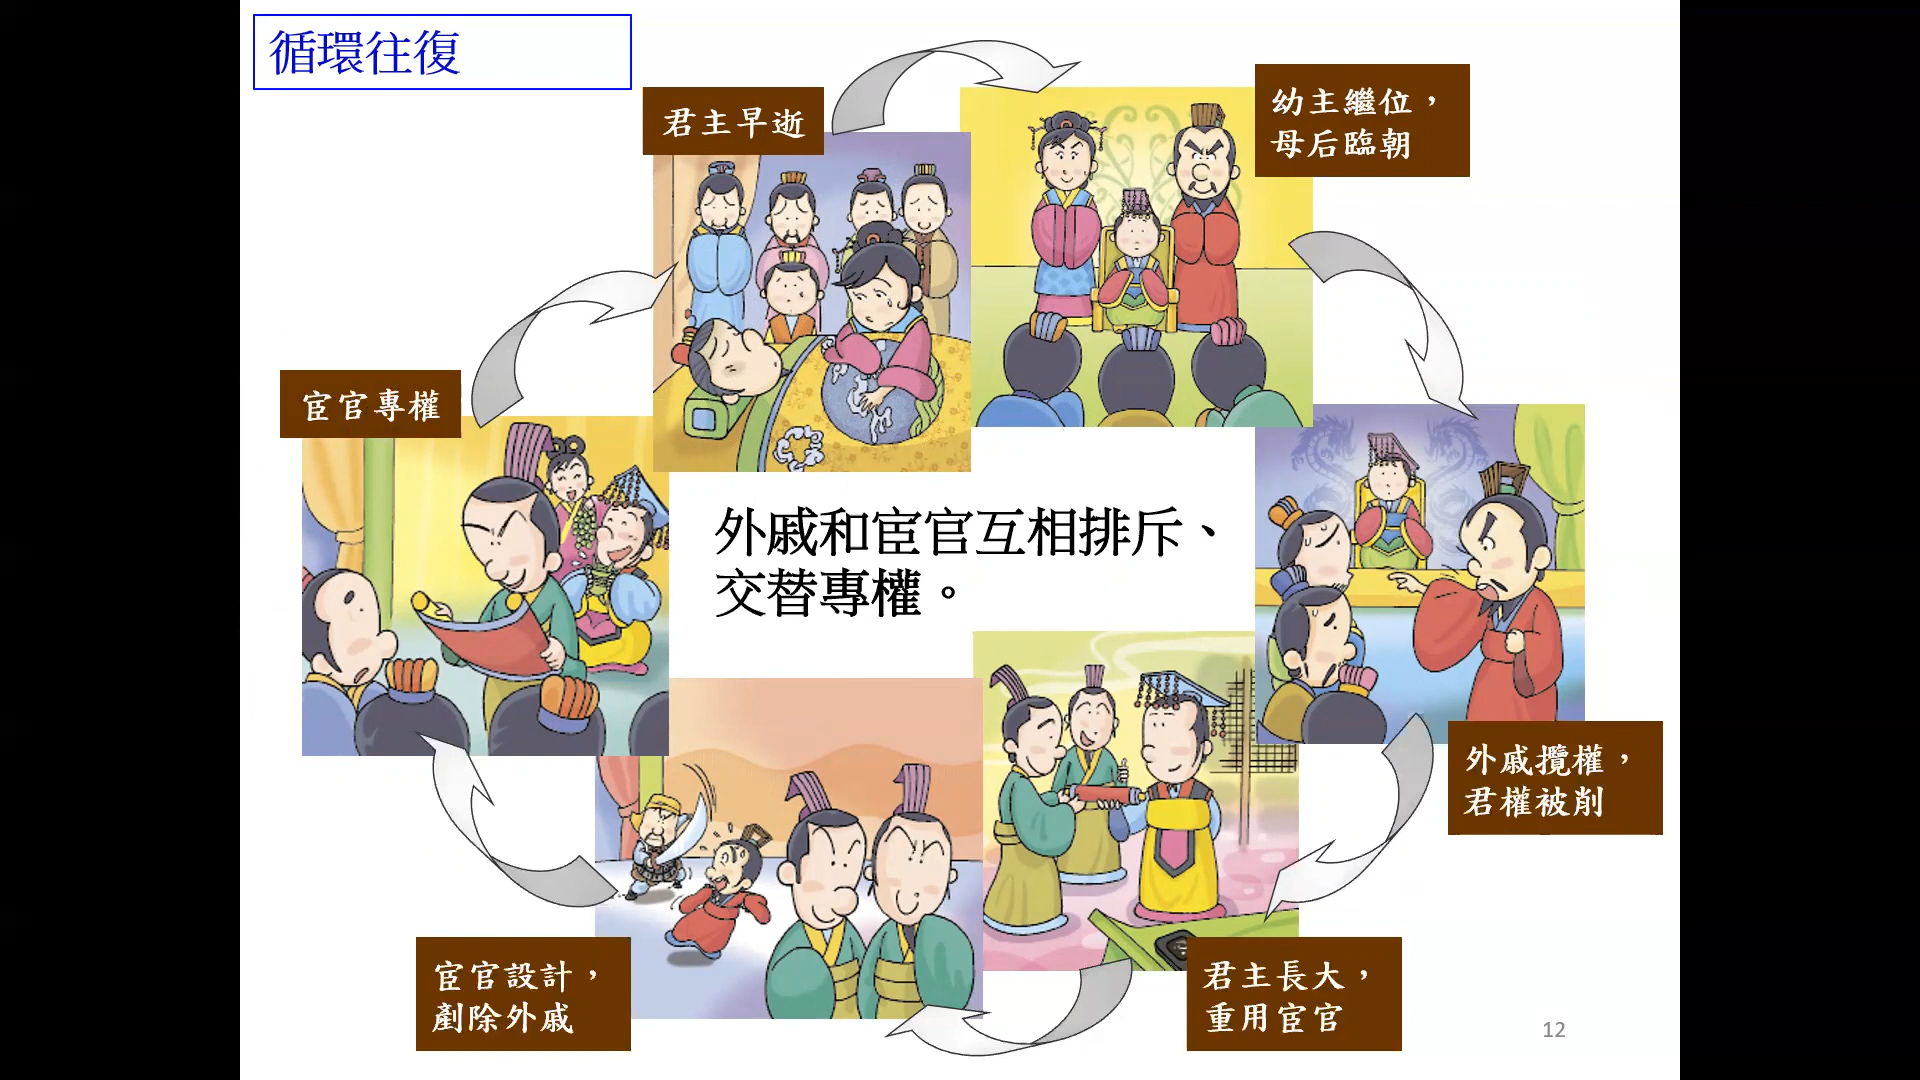 循環往復
君主早逝
幼主繼位，
母后臨朝
外戚攬權，
君權被削
君主長大，
重用宦官
宦官設計，
剷除外戚
宦官專權
外戚和宦官互相排斥、
交替專權。
12